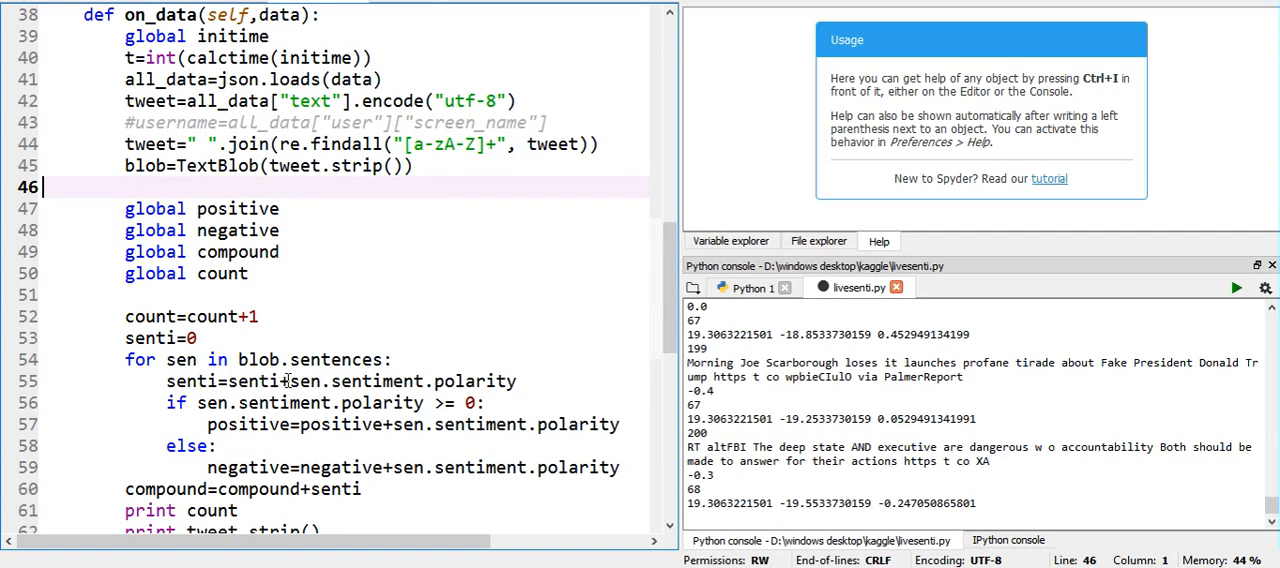 38 def on_data(self,data):
39 global initime
40 t=int(calctime(initime))
41 all_data=json.loads(data)
42 tweet=all_data["text"].encode("utf-8")
43 #username=all_data["user"]["screen_name"]
44 tweet=" ".join(re.findall("[a-zA-Z]+", tweet))
45 blob=TextBlob(tweet.strip())
46
47 global positive
48 global negative
49 global compound
50 global count
51
52 count=count+1
53 senti=0
54 for sen in blob.sentences:
55 senti=senti+sen.sentiment.polarity
56 if sen.sentiment.polarity >= 0:
57 positive=positive+sen.sentiment.polarity
58 else:
59 negative=negative+sen.sentiment.polarity
60 compound=compound+senti
61 print count
62 print tweet.strip()
Usage
Here you can get help of any object by pressing Ctrl+I in
front of it, either on the Editor or the Console.
Help can also be shown automatically after writing a left
parenthesis next to an object. You can activate this
behavior in Preferences > Help.
New to Spyder? Read our tutorial
Variable explorer File explorer Help
Python console - D:\windows desktop\kaggle\livesenti.py
Python 1 livesenti.py
0.0
67
19.3063221501 -18.8533730159 0.452949134199
199
Morning Joe Scarborough loses it launches profane tirade about Fake President Donald Tr
ump https t co wpbieCIulO via PalmerReport
-0.4
67
19.3063221501 -19.2533730159 0.0529491341991
200
RT altFBI The deep state AND executive are dangerous w o accountability Both should be
made to answer for their actions https t co XA
-0.3
68
19.3063221501 -19.5533730159 -0.247050865801
Python console - D:\windows desktop\kaggle\livesenti.py IPython console
Permissions: RW End-of-lines: CRLF Encoding: UTF-8 Line: 46 Column: 1 Memory: 44 %